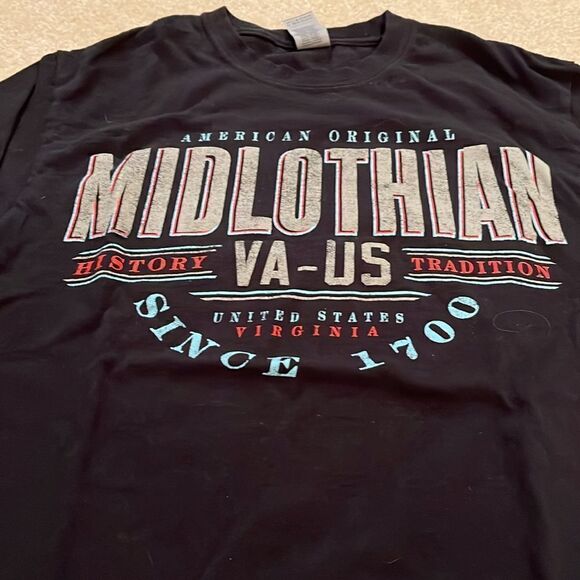 AMERICAN ORIGINAL
MIDLOTHIAN
HISTORY VA-US TRADITION
UNITED STATES
VIRGINIA
SINCE 1700